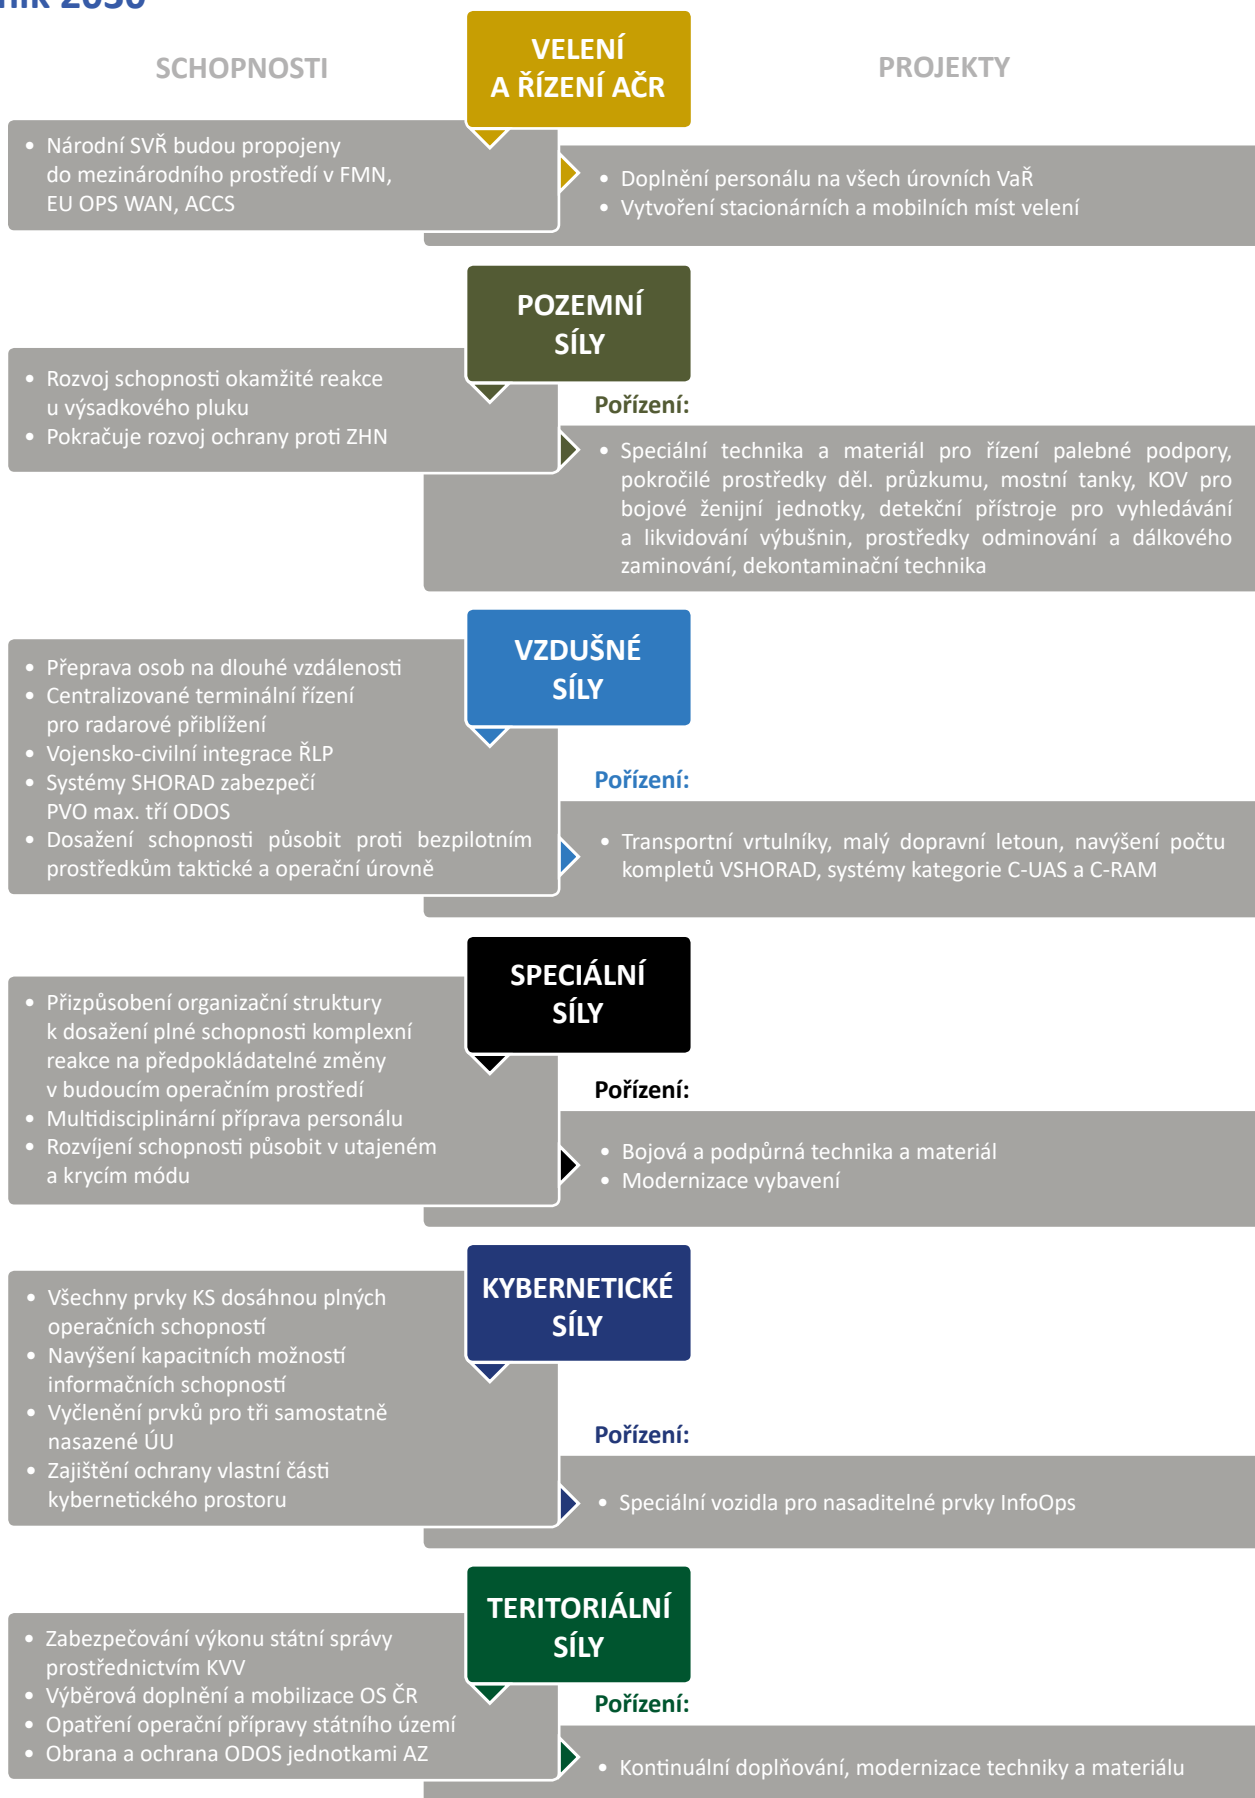 2030
SCHOPNOSTI
VELENÍ
A ŘÍZENÍ AČR
PROJEKTY
• Národní SVŘ budou propojeny
do mezinárodního prostředí v FMN,
EU OPS WAN, ACCS
• Doplnění personálu na všech úrovních VaŘ
• Vytvoření stacionárních a mobilních míst velení
POZEMNÍ
SÍLY
• Rozvoj schopnosti okamžité reakce
u výsadkového pluku
• Pokračuje rozvoj ochrany proti ZHN
Pořízení:
• Speciální technika a materiál pro řízení palebné podpory,
pokročilé prostředky děl. průzkumu, mostní tanky, KOV pro
bojové ženijní jednotky, detekční přístroje pro vyhledávání
a likvidování výbušnin, prostředky odminování a dálkového
zaminování, dekontaminační technika
VZDUŠNÉ
SÍLY
• Přeprava osob na dlouhé vzdálenosti
• Centralizované terminální řízení
pro radarové přiblížení
• Vojensko-civilní integrace ŘLP
• Systémy SHORAD zabezpečí
PVO max. tří ODOS
• Dosažení schopnosti působit proti bezpilotním
prostředkům taktické a operační úrovně
Pořízení:
• Transportní vrtulníky, malý dopravní letoun, navýšení počtu
kompletů VSHORAD, systémy kategorie C-UAS a C-RAM
SPECIÁLNÍ
SÍLY
• Přizpůsobení organizační struktury
k dosažení plné schopnosti komplexní
reakce na předpokládatelné změny
v budoucím operačním prostředí
• Multidisciplinární příprava personálu
• Rozvíjení schopnosti působit v utajeném
a krycím módu
Pořízení:
• Bojová a podpůrná technika a materiál
• Modernizace vybavení
KYBERNETICKÉ
SÍLY
• Všechny prvky KS dosáhnou plných
operačních schopností
• Navýšení kapacitních možností
informačních schopností
• Vyčlenění prvků pro tři samostatně
nasazené ÚU
• Zajištění ochrany vlastní části
kybernetického prostoru
Pořízení:
• Speciální vozidla pro nasaditelné prvky InfoOps
TERITORIÁLNÍ
SÍLY
• Zabezpečování výkonu státní správy
prostřednictvím KVV
• Výběrová doplnění a mobilizace OS ČR
• Opatření operační přípravy státního území
• Obrana a ochrana ODOS jednotkami AZ
Pořízení:
• Kontinuální doplňování, modernizace techniky a materiálu